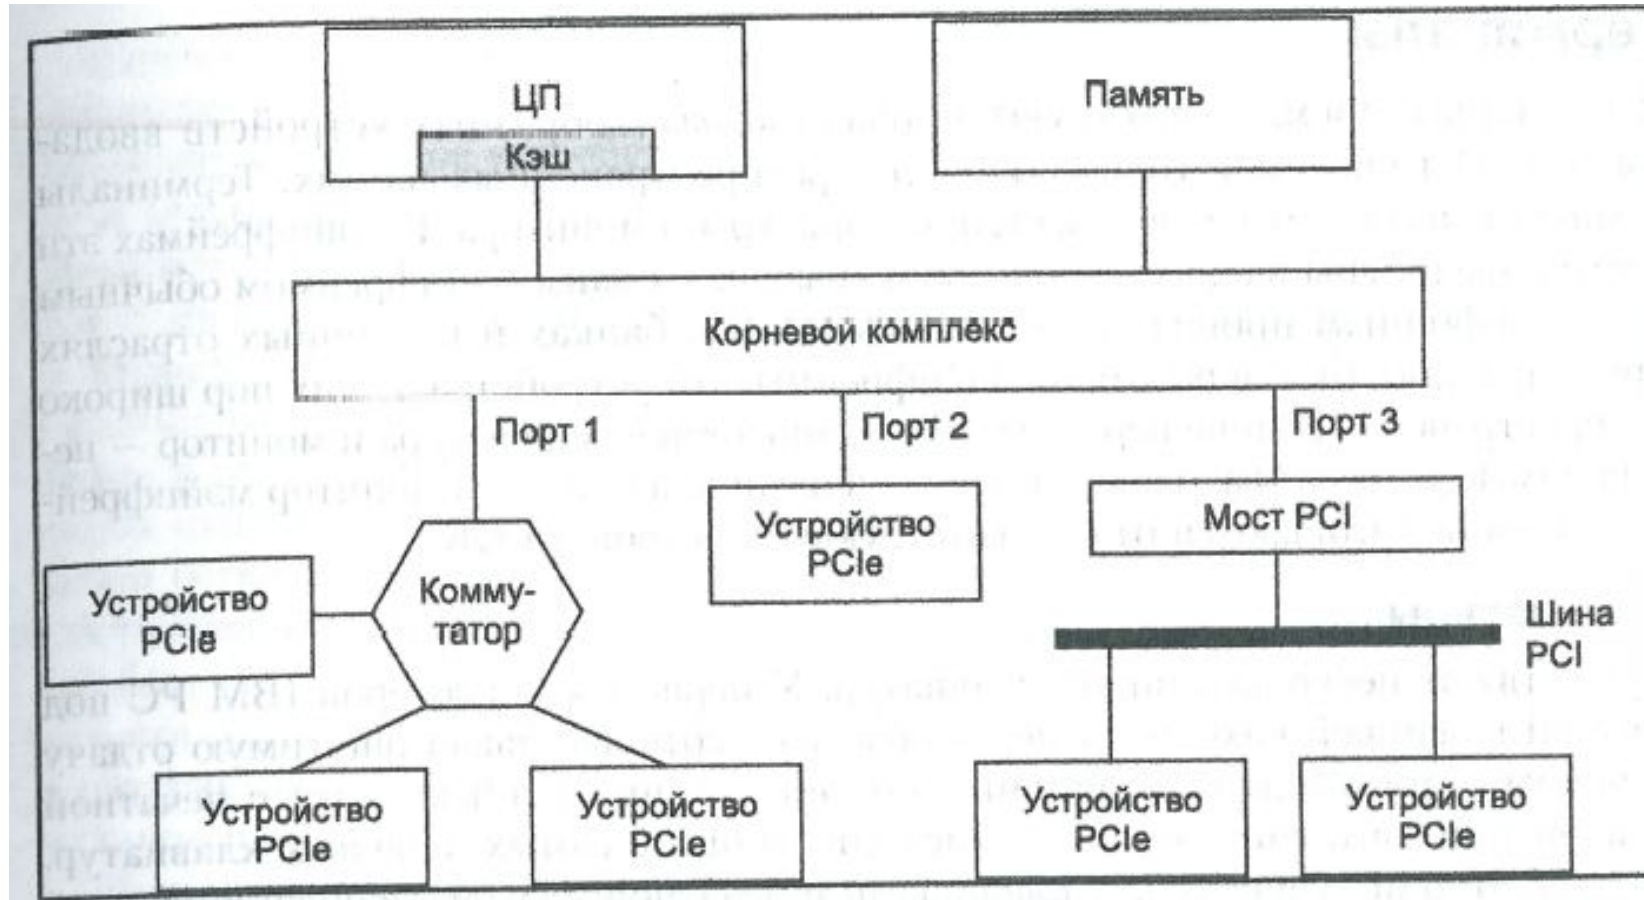 ЦП
Кэш
Память
Корневой комплекс
Порт 1
Порт 2
Порт 3
Устройство
PCIe
Мост PCI
Комму-
татор
Устройство
PCIe
Шина
PCI
Устройство
PCIe
Устройство
PCIe
Устройство
PCIe
Устройство
PCIe